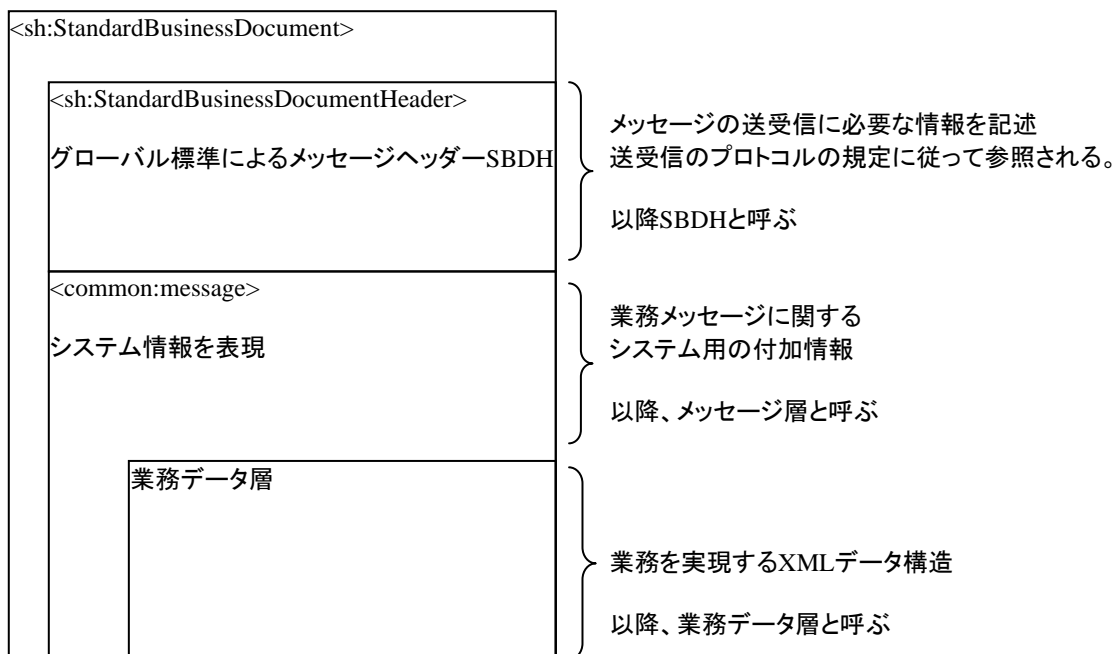 <sh:StandardBusinessDocument>
<sh:StandardBusinessDocumentHeader>
グローバル標準によるメッセージヘッダーSBDH
メッセージの送受信に必要な情報を記述
送受信のプロトコルの規定に従って参照される。
以降SBDHと呼ぶ
<common:message>
システム情報を表現
業務メッセージに関する
システム用の付加情報
以降、メッセージ層と呼ぶ
業務データ層
業務を実現するXMLデータ構造
以降、業務データ層と呼ぶ